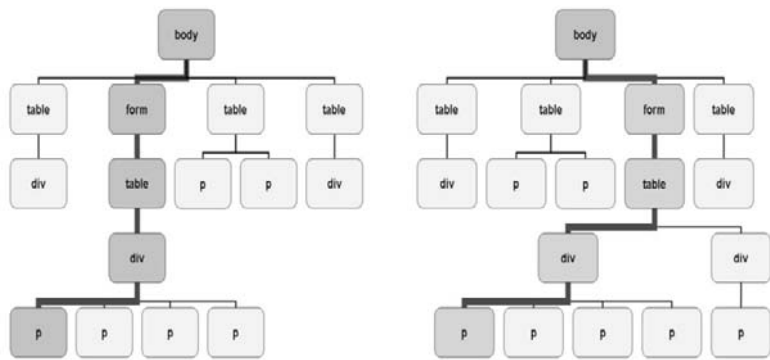 body body
table form table table table table form table
div table p p div div p p table div
div div div
p p p p p p p p p p